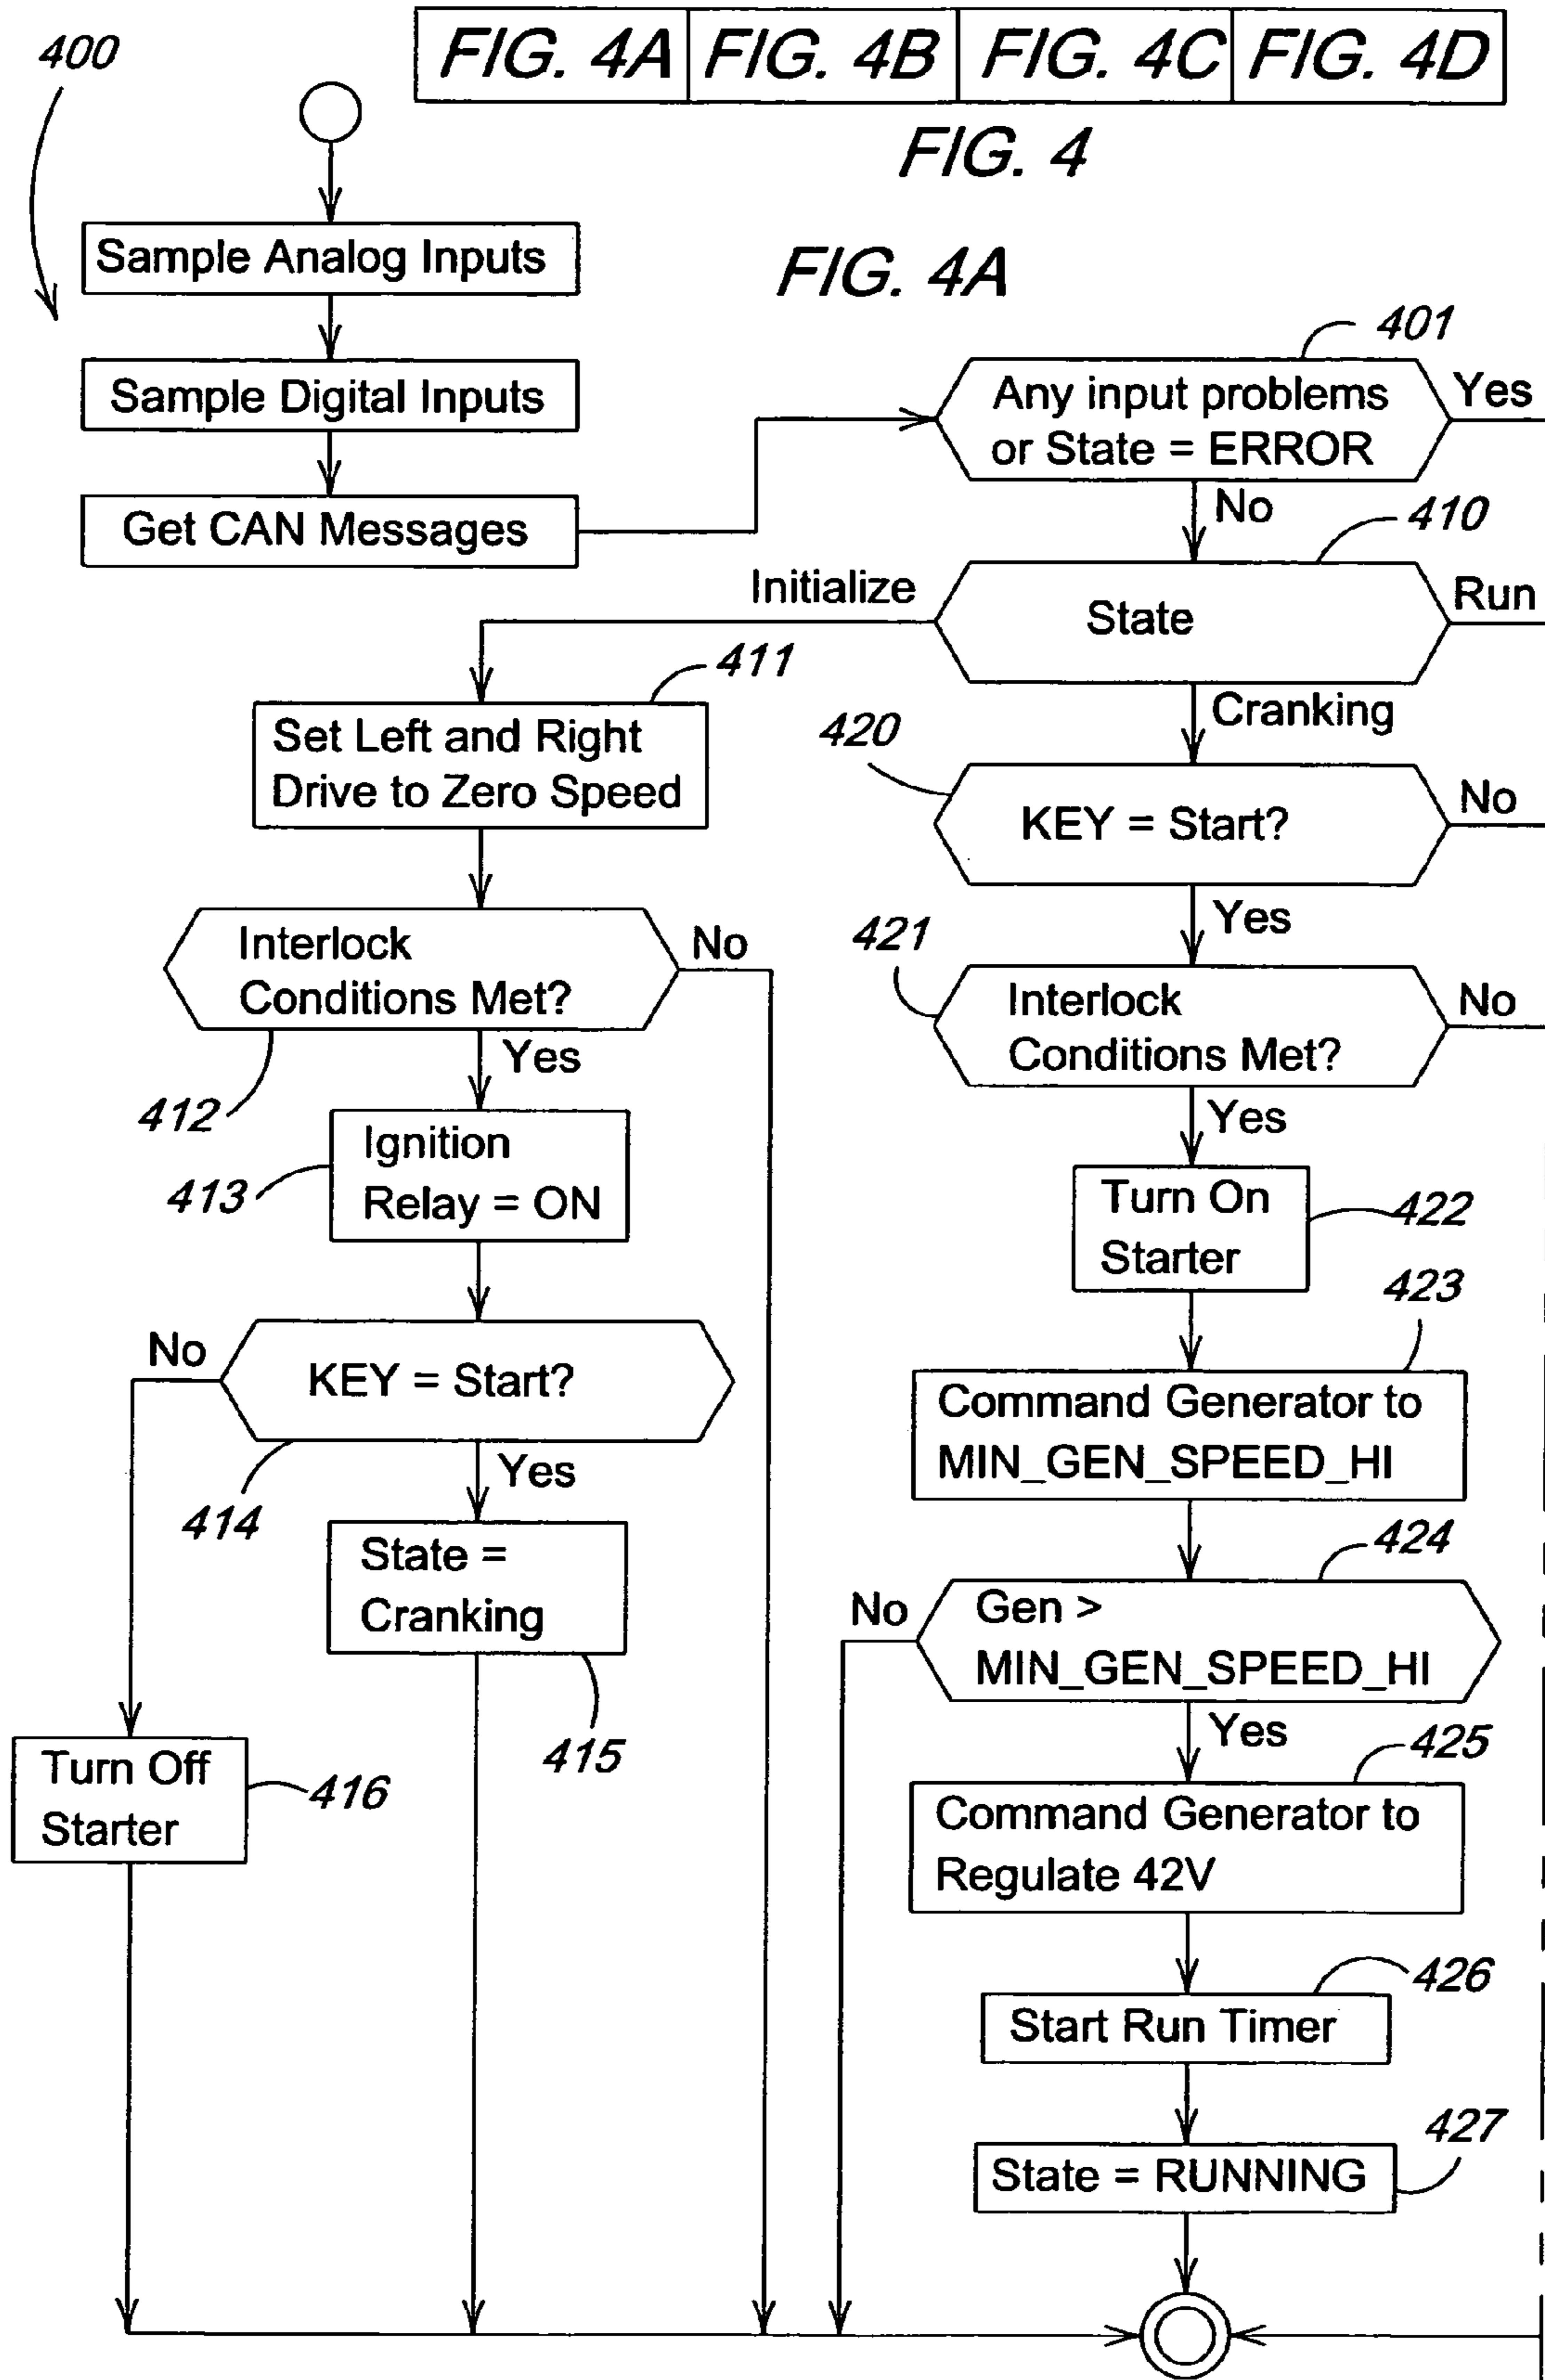 400
FIG. 4A FIG. 4B FIG. 4C FIG. 4D
FIG. 4
FIG. 4A
Sample Analog Inputs
Sample Digital Inputs
Get CAN Messages
401
Any input problems
or State = ERROR
Yes
No
410
State
Initialize
Run
Cranking
411
Set Left and Right
Drive to Zero Speed
Interlock
Conditions Met?
No
Yes
412
Ignition
Relay = ON
413
KEY = Start?
No
Yes
414
State =
Cranking
415
Turn Off
Starter
416
420
KEY = Start?
No
Yes
421
Interlock
Conditions Met?
No
Yes
Turn On
Starter
422
423
Command Generator to
MIN_GEN_SPEED_HI
424
Gen >
MIN_GEN_SPEED_HI
No
Yes
425
Command Generator to
Regulate 42V
426
Start Run Timer
427
State = RUNNING